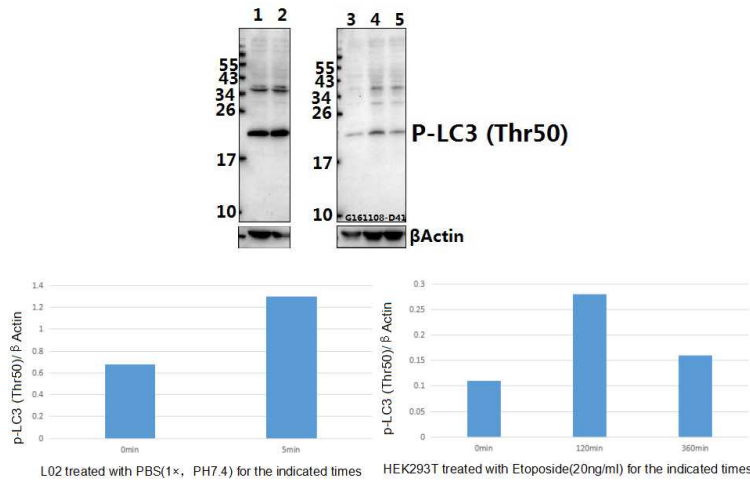 1 2
3 4 5
55
43
34
26
17
10
55
43
34
26
17
10
P-LC3 (Thr50)
G161108-D41
βActin
p-LC3 (Thr50)/ β Actin
1.4
1.2
1
0.8
0.6
0.4
0.2
0
0min 5min
L02 treated with PBS(1×, PH7.4) for the indicated times
p-LC3 (Thr50)/ β Actin
0.3
0.25
0.2
0.15
0.1
0.05
0
0min 120min 360min
HEK293T treated with Etoposide(20ng/ml) for the indicated times